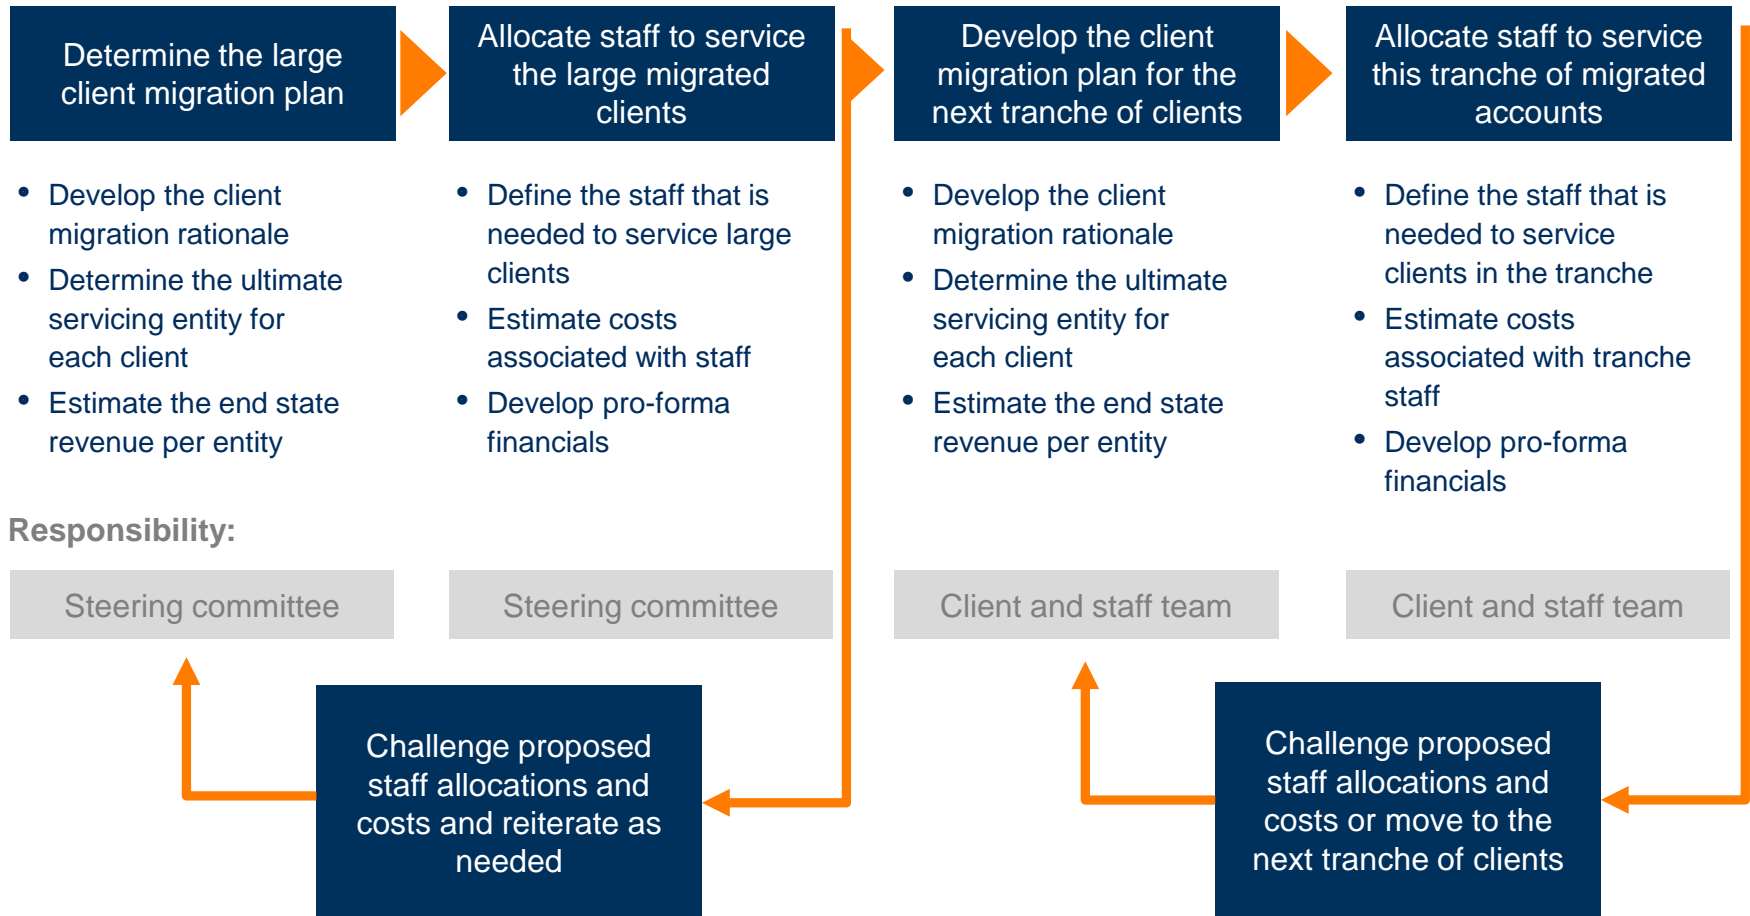 Determine the large
client migration plan
Allocate staff to service
the large migrated
clients
Develop the client
migration plan for the
next tranche of clients
Allocate staff to service
this tranche of migrated
accounts
• Develop the client
migration rationale
• Determine the ultimate
servicing entity for
each client
• Estimate the end state
revenue per entity
• Define the staff that is
needed to service large
clients
• Estimate costs
associated with staff
• Develop pro-forma
financials
• Develop the client
migration rationale
• Determine the ultimate
servicing entity for
each client
• Estimate the end state
revenue per entity
• Define the staff that is
needed to service
clients in the tranche
• Estimate costs
associated with tranche
staff
• Develop pro-forma
financials
Responsibility:
Steering committee
Steering committee
Client and staff team
Client and staff team
Challenge proposed
staff allocations and
costs and reiterate as
needed
Challenge proposed
staff allocations and
costs or move to the
next tranche of clients